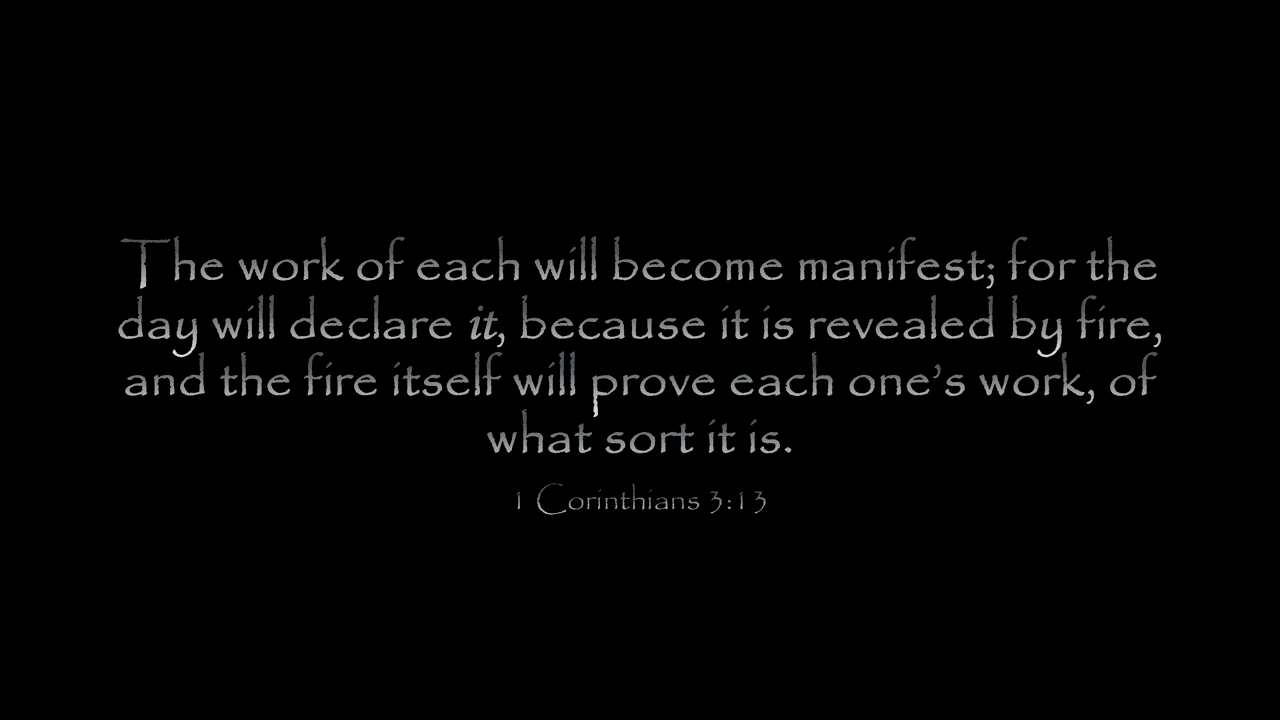 The work of each will become manifest; for the
day will declare it, because it is revealed by fire,
and the fire itself will prove each one’s work, of
what sort it is.
1 Corinthians 3:13